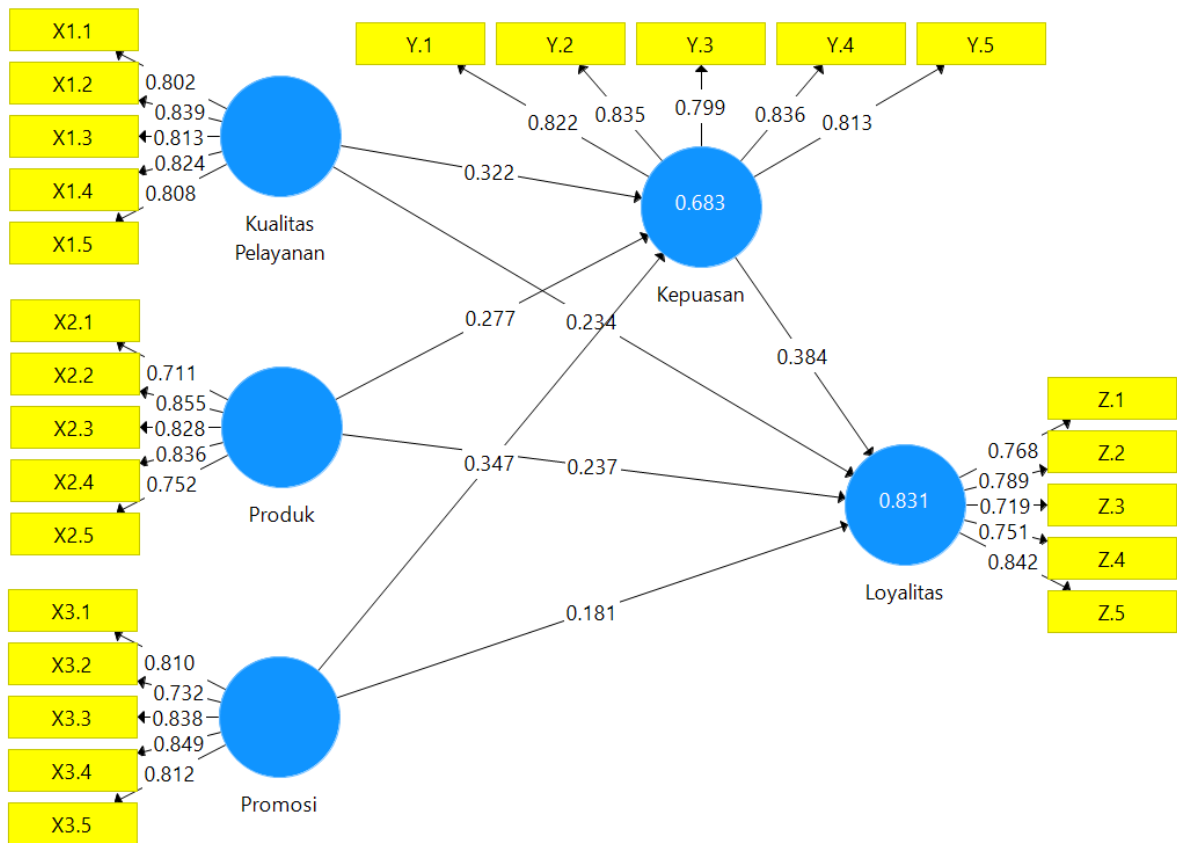 X1.1
X1.2
X1.3
X1.4
X1.5
0.802
0.839
0.813
0.824
0.808
Kualitas
Pelayanan
Y.1
Y.2
Y.3
Y.4
Y.5
0.822
0.835
0.799
0.836
0.813
0.683
Kepuasan
0.322
0.277
0.234
0.384
X2.1
X2.2
X2.3
X2.4
X2.5
0.711
0.855
0.828
0.836
0.752
Produk
0.347
0.237
0.181
0.831
Loyalitas
0.768
0.789
0.719
0.751
0.842
Z.1
Z.2
Z.3
Z.4
Z.5
X3.1
X3.2
X3.3
X3.4
X3.5
0.810
0.732
0.838
0.849
0.812
Promosi